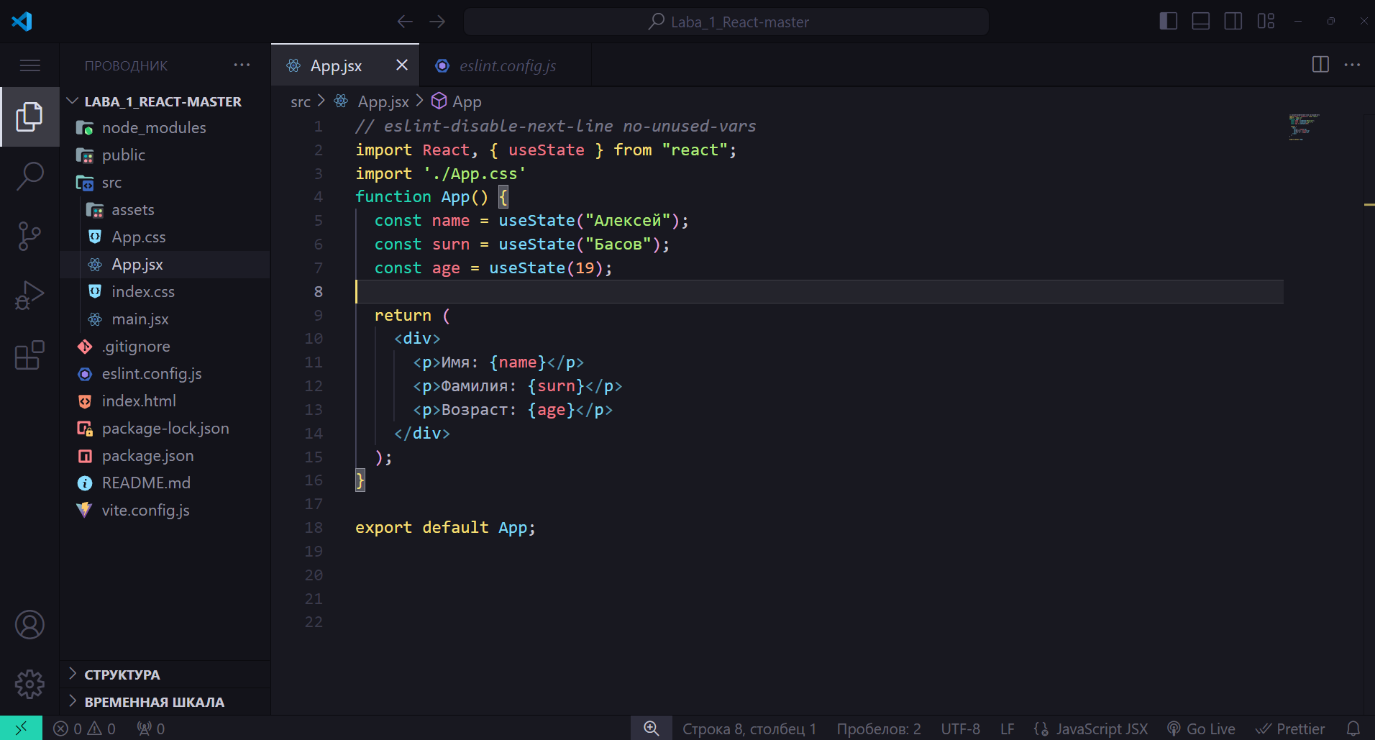 Laba_1_React-master
ПРОВОДНИК
App.jsx
eslint.config.js
LABA_1_REACT-MASTER
node_modules
public
src
assets
App.css
App.jsx
index.css
main.jsx
.gitignore
eslint.config.js
index.html
package-lock.json
package.json
README.md
vite.config.js
СТРУКТУРА
ВРЕМЕННАЯ ШКАЛА
src > App.jsx > App
1 // eslint-disable-next-line no-unused-vars
2 import React, { useState } from "react";
3 import './App.css'
4 function App() {
5 const name = useState("Алексей");
6 const surn = useState("Басов");
7 const age = useState(19);
8
9 return (
10 <div>
11 <p>Имя: {name}</p>
12 <p>Фамилия: {surn}</p>
13 <p>Возраст: {age}</p>
14 </div>
15 );
16 }
17
18 export default App;
19
20
21
22
0 0 0 Строка 8, столбец 1 Пробелов: 2 UTF-8 LF JavaScript JSX Go Live Prettier